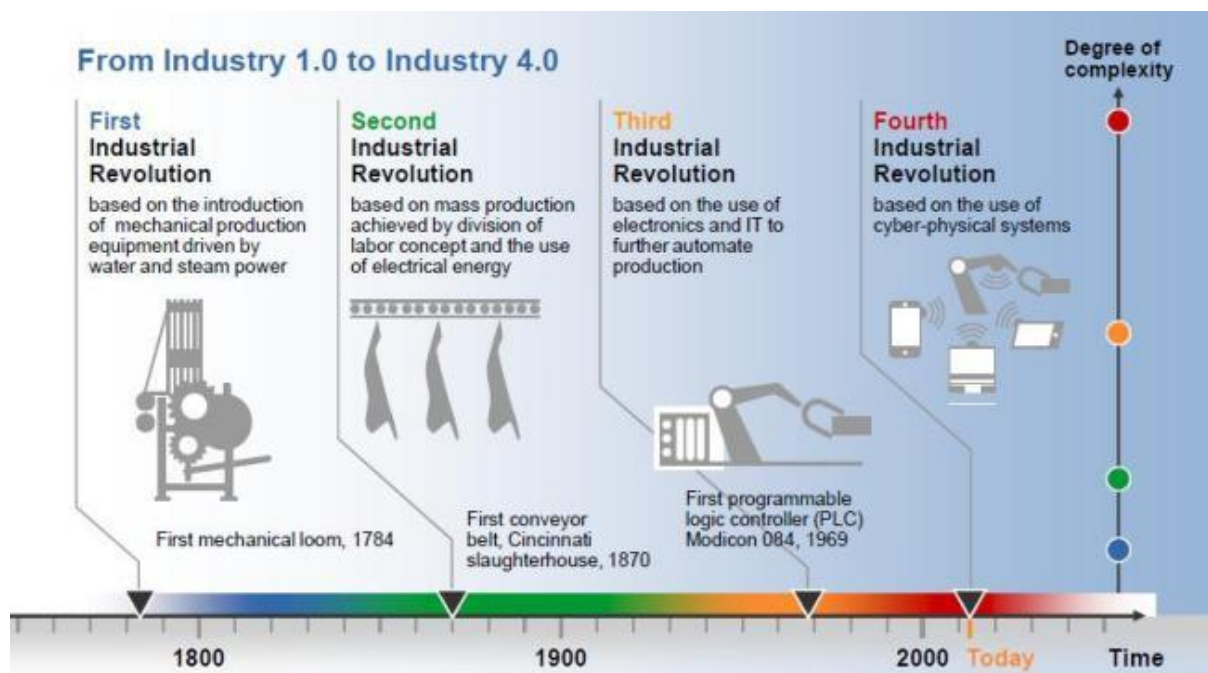 From Industry 1.0 to Industry 4.0
Degree of
complexity
First
Industrial
Revolution
based on the introduction
of mechanical production
equipment driven by
water and steam power
Second
Industrial
Revolution
based on mass production
achieved by division of
labor concept and the use
of electrical energy
Third
Industrial
Revolution
based on the use of
electronics and IT to
further automate
production
Fourth
Industrial
Revolution
based on the use of
cyber-physical systems
First mechanical loom, 1784
First conveyor
belt, Cincinnati
slaughterhouse, 1870
First programmable
logic controller (PLC)
Modicon 084, 1969
1800
1900
2000
Today
Time